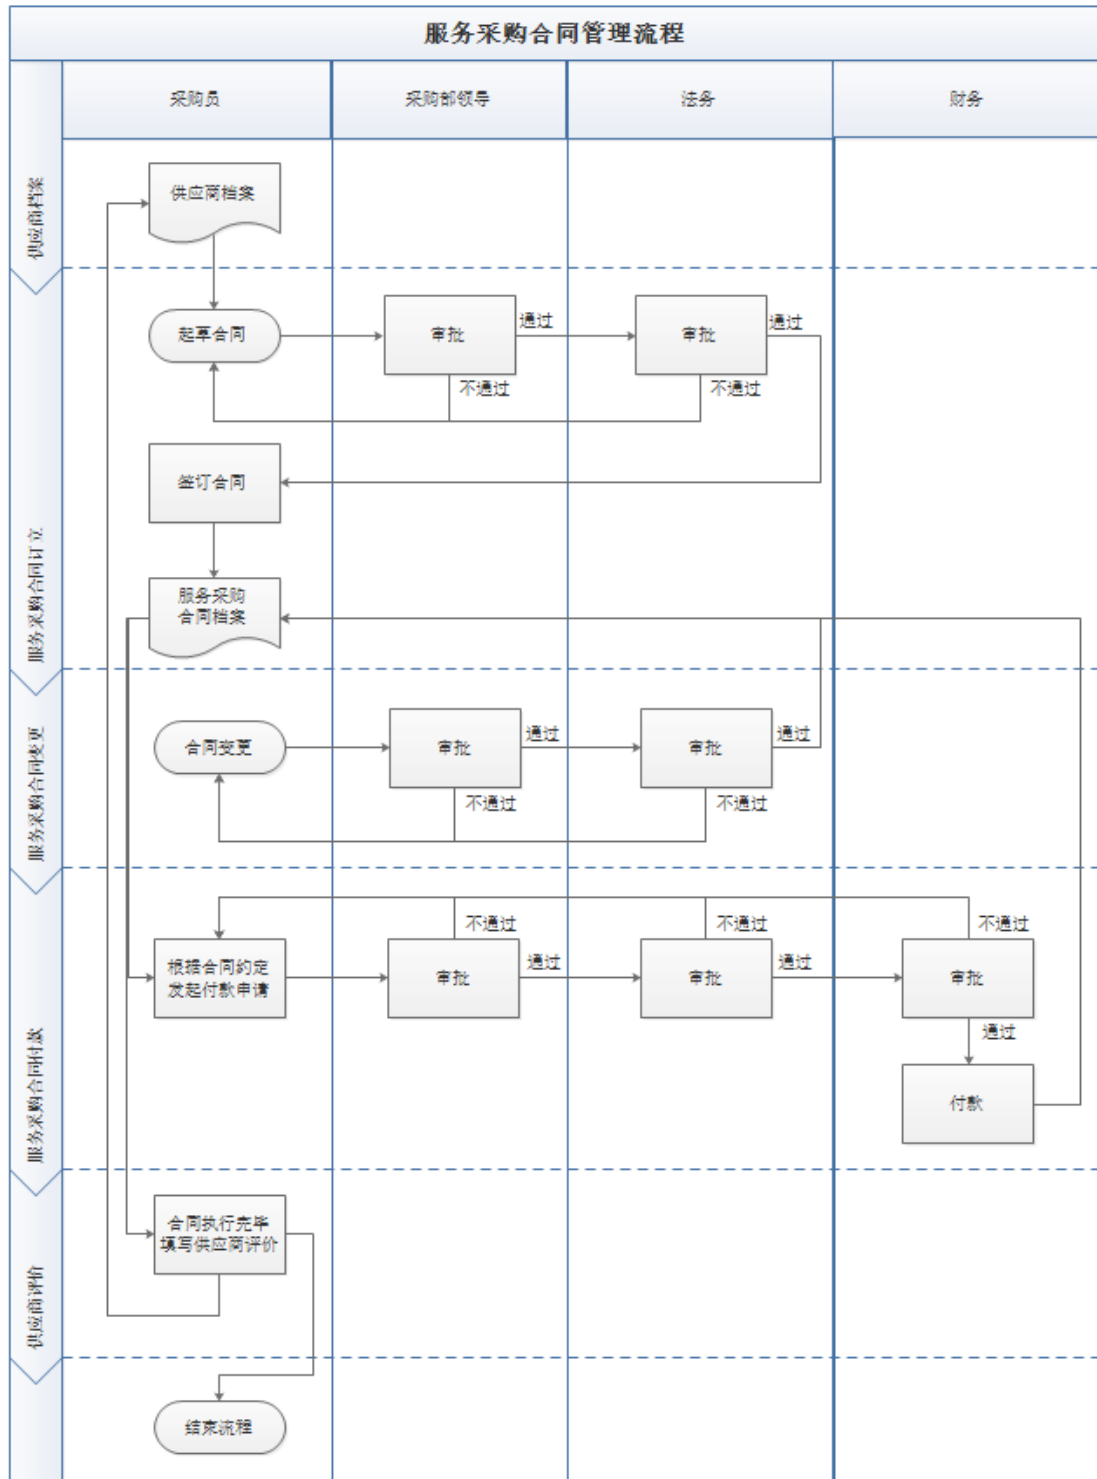 服务采购合同管理流程
采购员
采购部领导
法务
财务
供应商档案
供应商档案
服务采购合同订立
起草合同
审批
通过
不通过
审批
通过
不通过
签订合同
服务采购
合同档案
服务采购合同变更
合同变更
审批
通过
不通过
审批
通过
不通过
服务采购合同付款
根据合同约定
发起付款申请
不通过
审批
通过
不通过
审批
通过
不通过
审批
通过
付款
供应商评价
合同执行完毕
填写供应商评价
结束流程